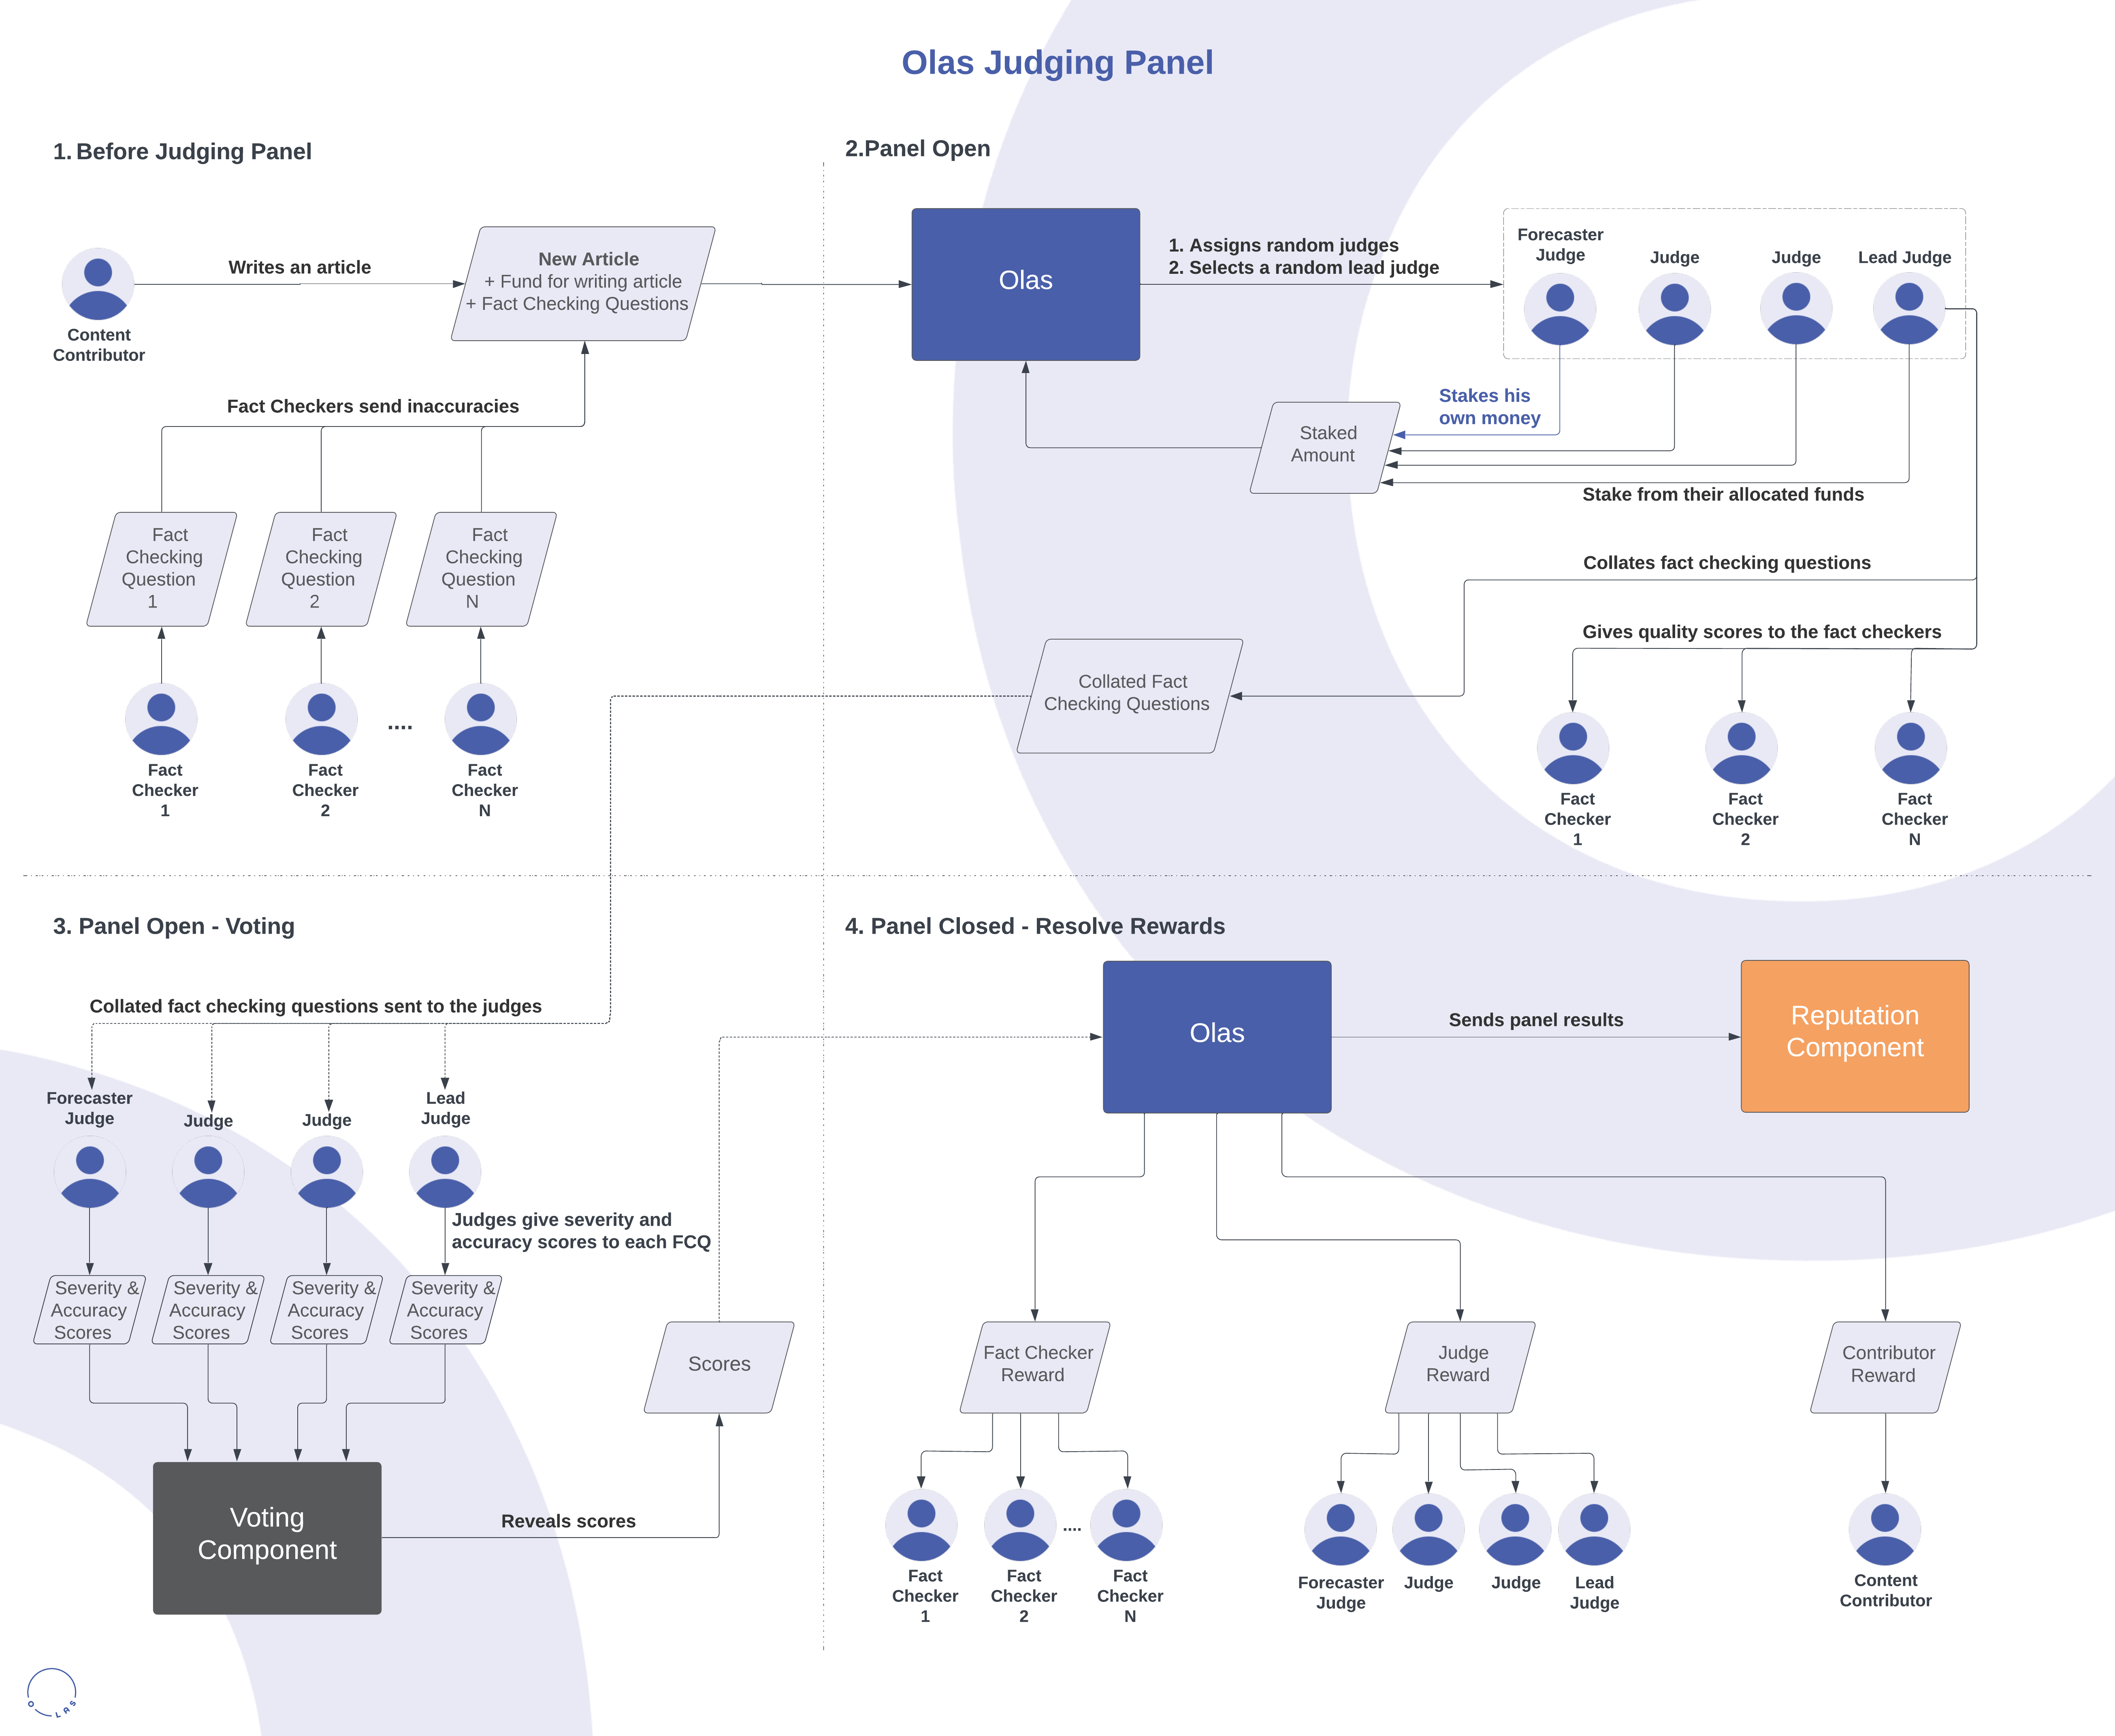 Olas Judging Panel
1. Before Judging Panel
Writes an article
New Article
+ Fund for writing article
+ Fact Checking Questions
Content
Contributor
Fact Checkers send inaccuracies
Fact
Checking
Question
1
Fact
Checking
Question
2
Fact
Checking
Question
N
....
Fact
Checker
1
Fact
Checker
2
Fact
Checker
N
2.Panel Open
Olas
1. Assigns random judges
2. Selects a random lead judge
Forecaster
Judge
Judge
Judge
Lead Judge
Stakes his
own money
Staked
Amount
Stake from their allocated funds
Collates fact checking questions
Gives quality scores to the fact checkers
Collated Fact
Checking Questions
Fact
Checker
1
Fact
Checker
2
Fact
Checker
N
3. Panel Open - Voting
Collated fact checking questions sent to the judges
Forecaster
Judge
Judge
Judge
Lead
Judge
Judges give severity and
accuracy scores to each FCQ
Severity &
Accuracy
Scores
Severity &
Accuracy
Scores
Severity &
Accuracy
Scores
Severity &
Accuracy
Scores
Scores
Voting
Component
Reveals scores
4. Panel Closed - Resolve Rewards
Olas
Sends panel results
Reputation
Component
Fact Checker
Reward
Judge
Reward
Contributor
Reward
....
Fact
Checker
1
Fact
Checker
2
Fact
Checker
N
Forecaster
Judge
Judge
Judge
Lead
Judge
Content
Contributor
OLAS